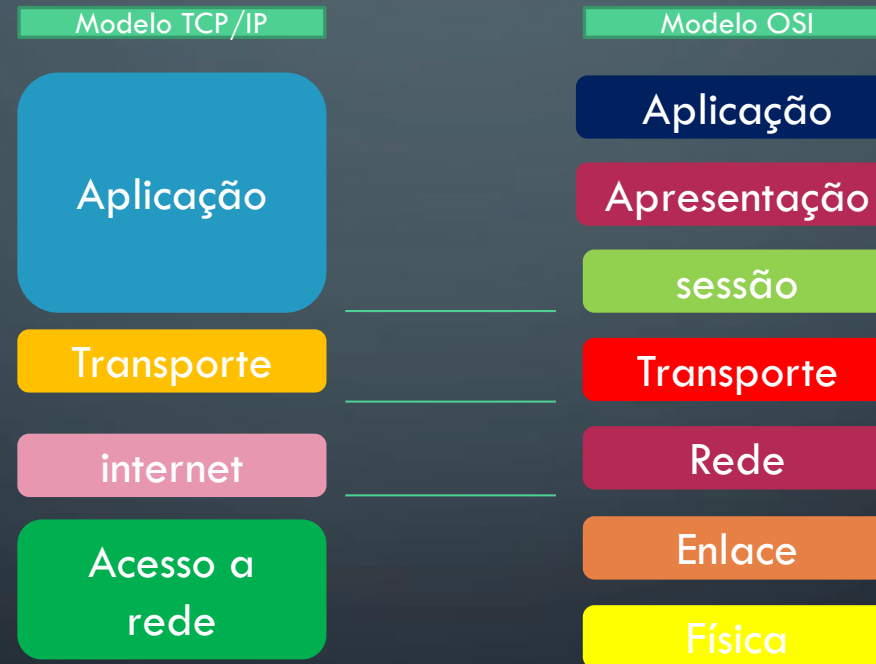 Modelo TCP/IP
Modelo OSI
Aplicação
Transporte
internet
Acesso a
rede
Aplicação
Apresentação
sessão
Transporte
Rede
Enlace
Física